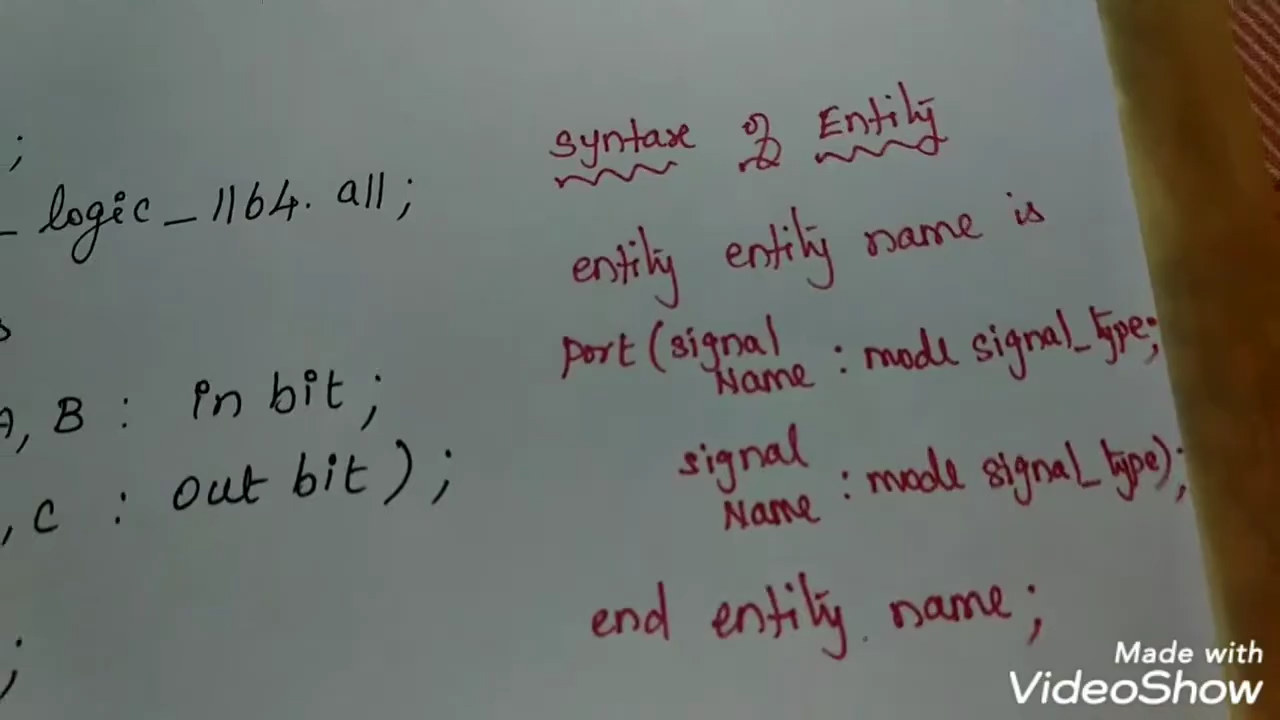 ;
_ logic_1164. all;
s
A, B : in bit;
, C : out bit);
;
Syntax of Entity
entity entity name is
port (signal
Name : mode signal_type;
signal
Name : mode signal_type);
end entity name;
Made with
VideoShow